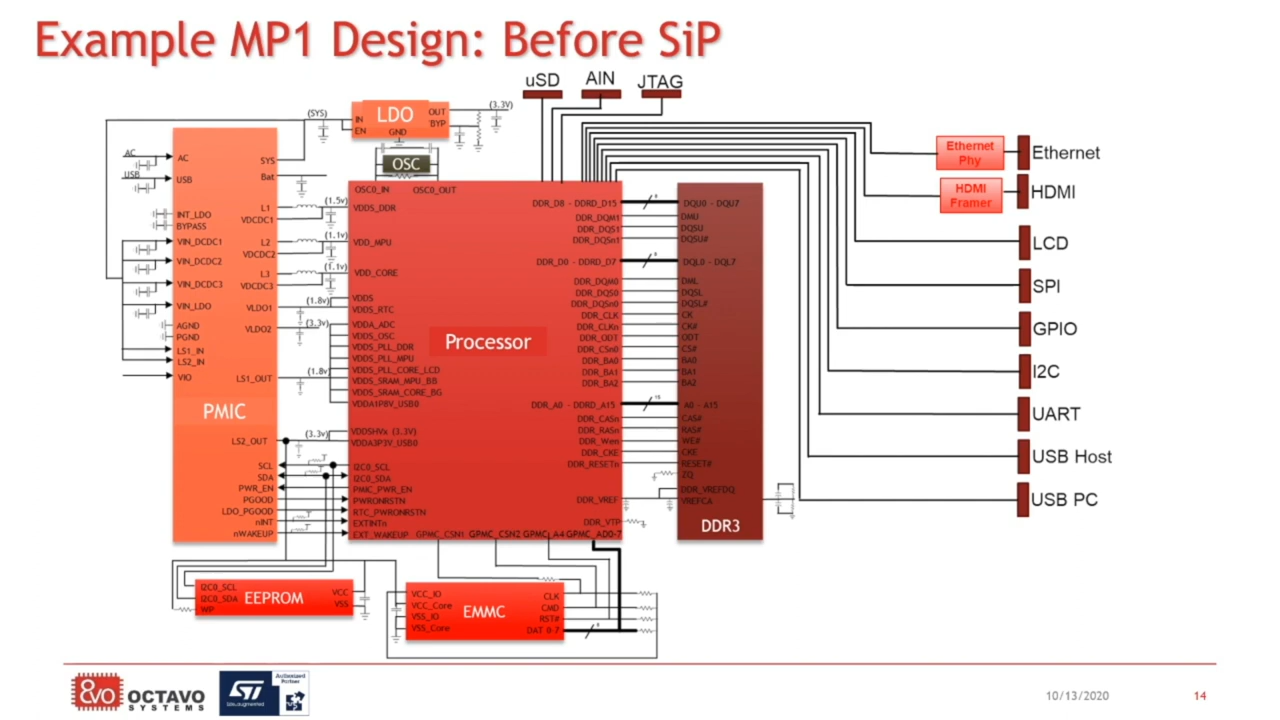 Example MP1 Design: Before SiP
uSD
AIN
JTAG
(SYS)
LDO
IN
EN
OUT
BYP
GND
(3.3V)
OSC
Ethernet
Phy
Ethernet
HDMI
Framer
HDMI
LCD
SPI
GPIO
I2C
UART
USB Host
USB PC
AC
USB
AC
USB
INT_LDO
BYPASS
VIN_DCDC1
VIN_DCDC2
VIN_DCDC3
VIN_LDO
AGND
PGND
LS1_IN
LS2_IN
VIO
PMIC
SYS
Bat
L1
VDCDC1
L2
VDCDC2
L3
VDCDC3
VLDO1
VLDO2
LS1_OUT
LS2_OUT
SCL
SDA
PWR_EN
PGOOD
LDO_PGOOD
nINT
nWAKEUP
(1.5v)
(1.1v)
(1.1v)
(1.8v)
(3.3v)
(1.8v)
(3.3v)
OSC0_IN
OSC0_OUT
VDDS_DDR
VDD_MPU
VDD_CORE
VDDS
VDDS_RTC
VDDA_ADC
VDDS_OSC
VDDS_PLL_DDR
VDDS_PLL_MPU
VDDS_PLL_CORE_LCD
VDDS_SRAM_MPU_BB
VDDS_SRAM_CORE_BG
VDDA1P8V_USB0
VDDSHVx (3.3V)
VDDA3P3V_USB0
I2C0_SCL
I2C0_SDA
PMIC_PWR_EN
PWRONRSTN
RTC_PWRONRSTN
EXTINTn
EXT_WAKEUP
Processor
GPMC_CSN1
GPMC_CSN2
GPMC_A4
GPMC_AD0-7
DDR_D8 - DDRD_D15
DDR_DQM1
DDR_DQS1
DDR_DQSn1
DDR_D0 - DDRD_D7
DDR_DQM0
DDR_DQS0
DDR_DQSn0
DDR_CLK
DDR_CLKn
DDR_ODT
DDR_CSn0
DDR_BA0
DDR_BA1
DDR_BA2
DDR_A0 - DDRD_A15
DDR_CASn
DDR_RASn
DDR_Wen
DDR_CKE
DDR_RESETn
DDR_VREF
DDR_VTP
DQU0 - DQU7
DMU
DQSU
DQSU#
DQL0 - DQL7
DML
DQSL
DQSL#
CK
CK#
ODT
CS#
BA0
BA1
BA2
A0 - A15
CAS#
RAS#
WE#
CKE
RESET#
ZQ
DDR_VREFDQ
VREFCA
DDR3
I2C0_SCL
I2C0_SDA
WP
EEPROM
VCC
VSS
VCC_IO
VCC_Core
VSS_IO
VSS_Core
EMMC
CLK
CMD
RST#
DAT 0-7
8VO OCTAVO
SYSTEMS
ST
life.augmented
Authorized
Partner
10/13/2020
14